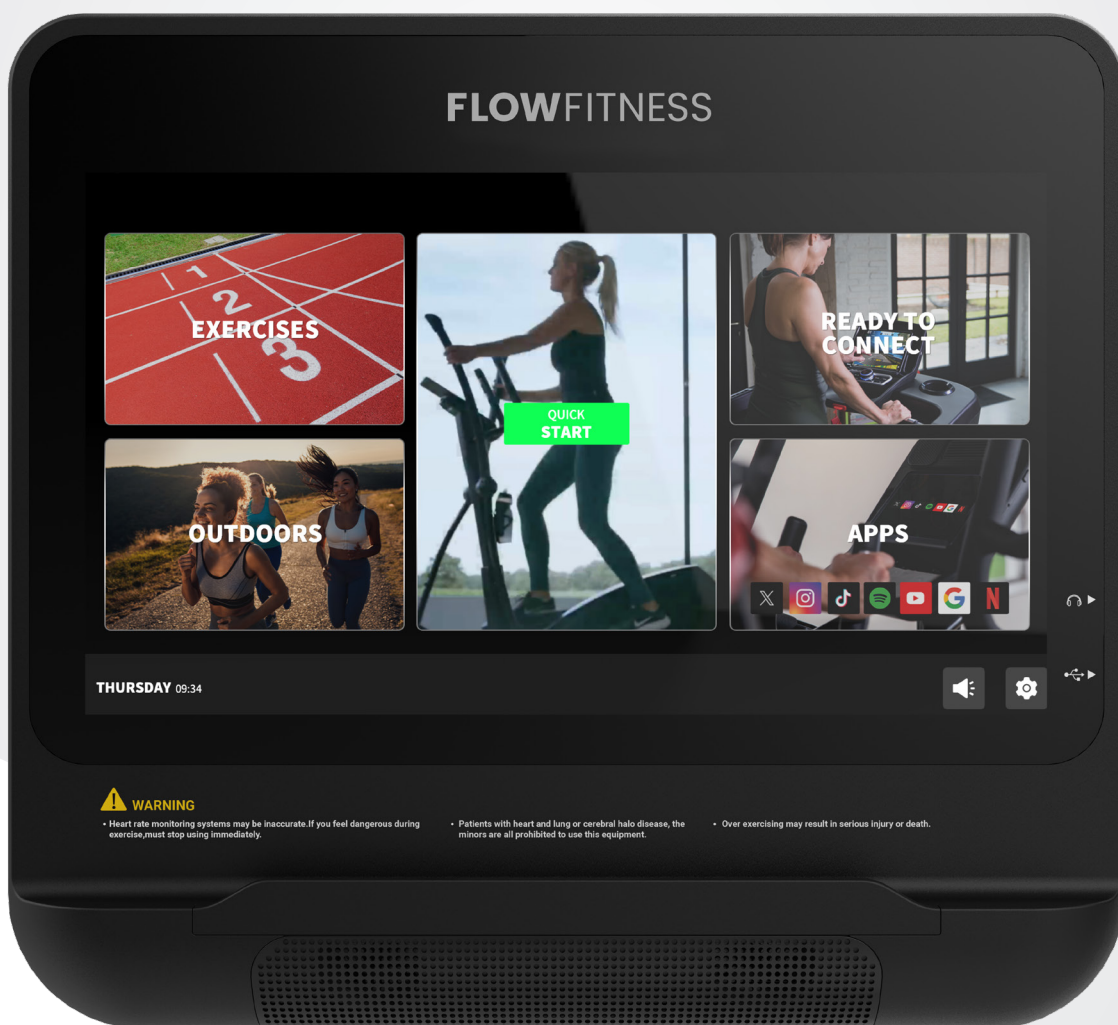 FLOWFITNESS
1
2
3
EXERCISES
OUTDOORS
QUICK
START
READY TO
CONNECT
APPS
THURSDAY 09:34
WARNING
• Heart rate monitoring systems may be inaccurate.If you feel dangerous during
exercise,must stop using immediately.
• Patients with heart and lung or cerebral halo disease, the
minors are all prohibited to use this equipment.
• Over exercising may result in serious injury or death.